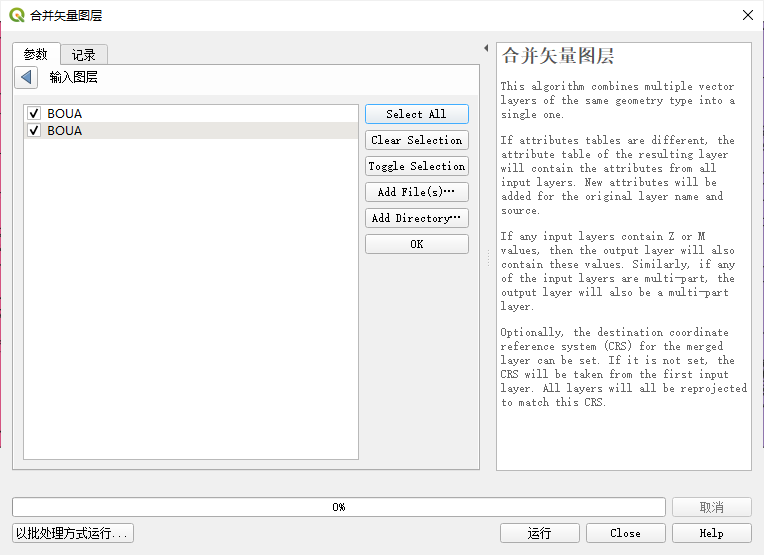 合并矢量图层
参数
记录
输入图层
BOUA
BOUA
Select All
Clear Selection
Toggle Selection
Add File(s)…
Add Directory…
OK
合并矢量图层
This algorithm combines multiple vector
layers of the same geometry type into a
single one.
If attributes tables are different, the
attribute table of the resulting layer
will contain the attributes from all
input layers. New attributes will be
added for the original layer name and
source.
If any input layers contain Z or M
values, then the output layer will also
contain these values. Similarly, if any
of the input layers are multi-part, the
output layer will also be a multi-part
layer.
Optionally, the destination coordinate
reference system (CRS) for the merged
layer can be set. If it is not set, the
CRS will be taken from the first input
layer. All layers will all be reprojected
to match this CRS.
0%
取消
以批处理方式运行...
运行
Close
Help